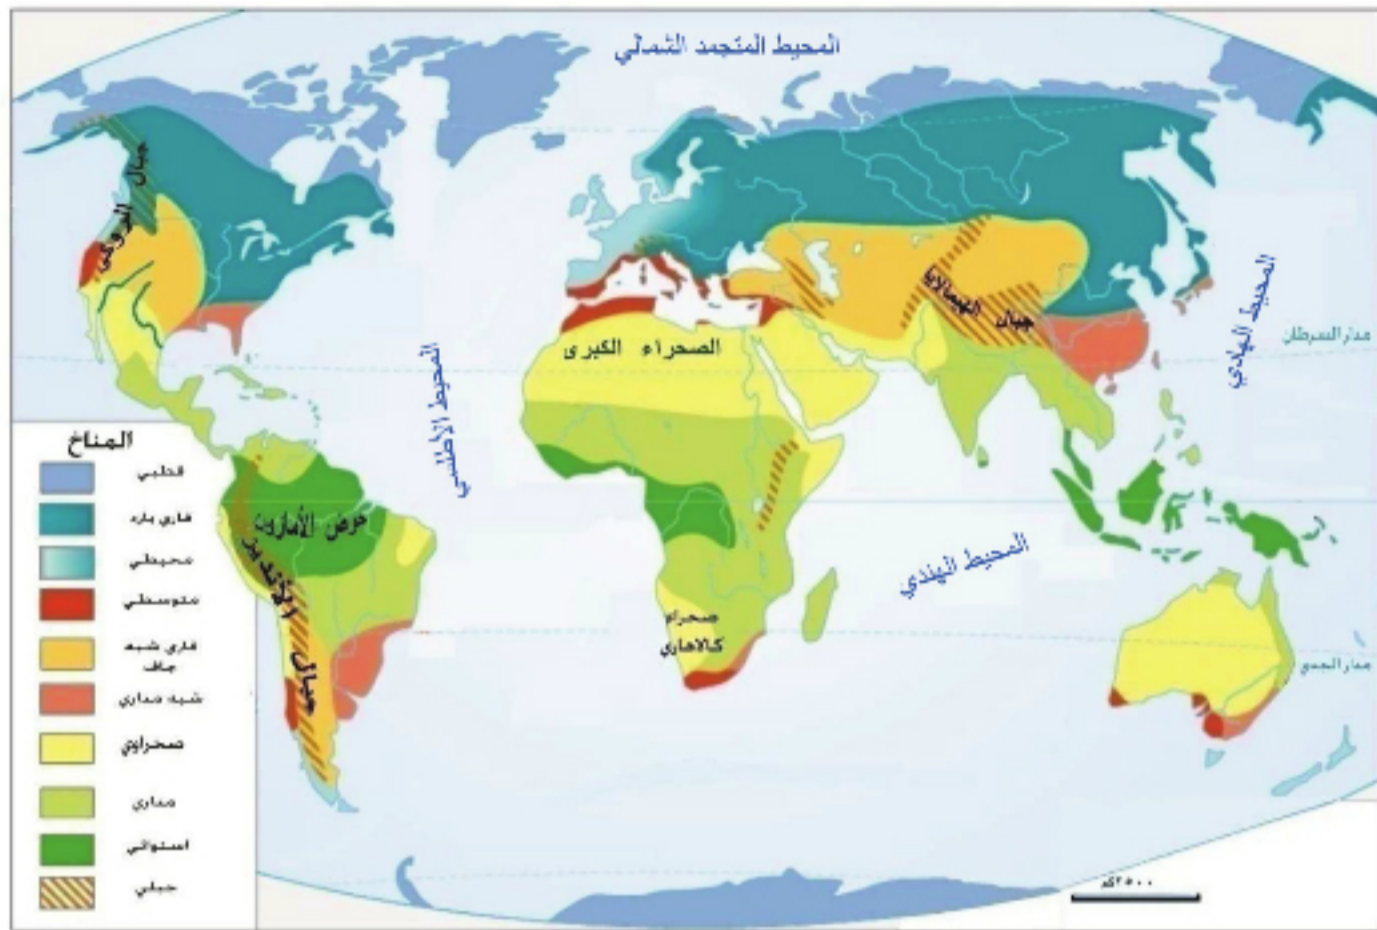 المحيط المتجمد الشمالي
جبال الروكي
جبال الهيمالايا
المحيط الهادي
مدار السرطان
الصحراء الكبرى
المحيط الأطلسي
حوض الأمازون
جبال الأنديز
المحيط الهندي
صحراء
كالاهاري
مدار الجدي
المناخ
قطبي
قاري بارد
محيطي
متوسطي
قاري شبه
جاف
شبه مداري
صحراوي
مداري
استوائي
جبلي
٢٥٠٠كم